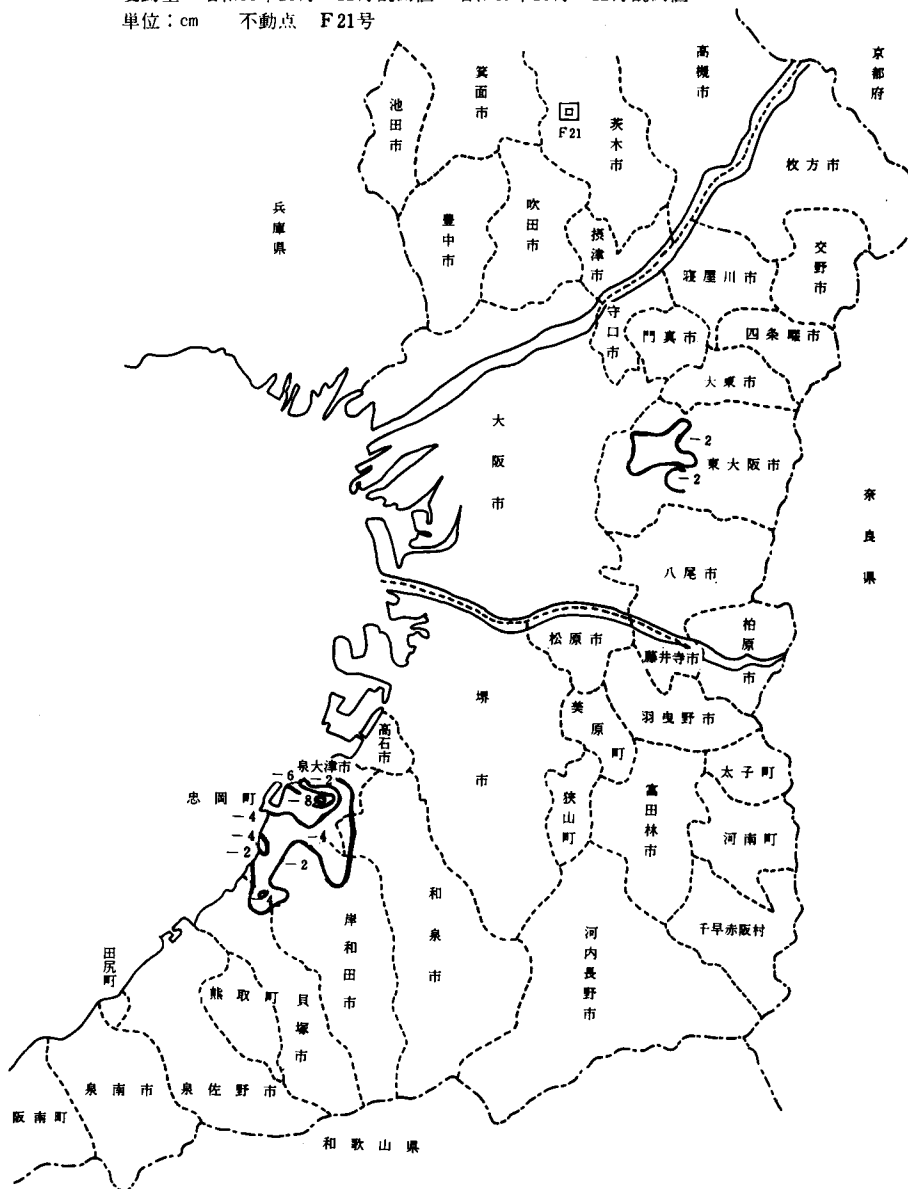 単位：cm 不動点 F21号
高槻市
京都府
箕面市
池田市
F21
茨木市
枚方市
兵庫県
豊中市
吹田市
摂津市
交野市
寝屋川市
守口市
門真市
四条畷市
大東市
大阪市
-2
東大阪市
-2
奈良県
八尾市
柏原市
松原市
藤井寺市
堺市
美原町
羽曳野市
高石市
泉大津市
-6
-2
太子町
忠岡町
-8
狭山町
富田林市
-4
-4
-4
河南町
-2
-2
和泉市
岸和田市
千早赤阪村
河内長野市
田尻町
熊取町
貝塚市
泉南市
泉佐野市
阪南町
和歌山県